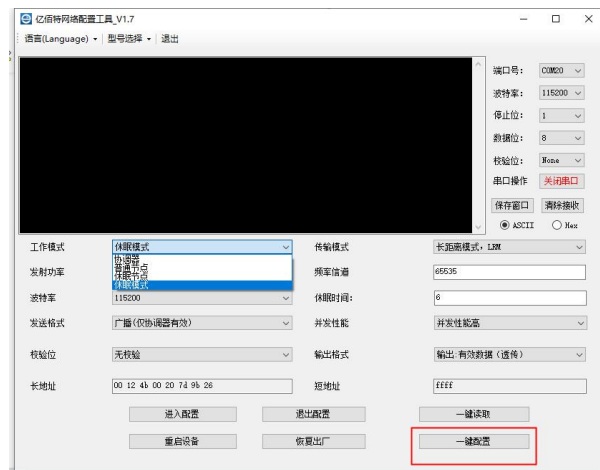 亿佰特网络配置工具_V1.7
语言(Language) 型号选择 退出
端口号: COM20
波特率: 115200
停止位: 1
数据位: 8
校验位: None
串口操作 关闭串口
保存窗口 清除接收
ASCII Hex
工作模式 休眠模式 传输模式 长距离模式, LRM
协调器
普通节点
休眠节点
休眠模式
发射功率 频率信道 65535
波特率 115200 休眠时间: 6
发送格式 广播(仅协调器有效) 并发性能 并发性能高
校验位 无校验 输出格式 输出:有效数据(透传)
长地址 00 12 4b 00 20 7d 9b 26 短地址 ffff
进入配置 退出配置 一键读取
重启设备 恢复出厂 一键配置